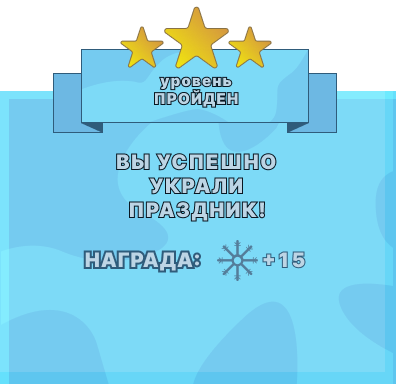 уровень
ПРОЙДЕН
ВЫ УСПЕШНО
УКРАЛИ
ПРАЗДНИК!
НАГРАДА: +15